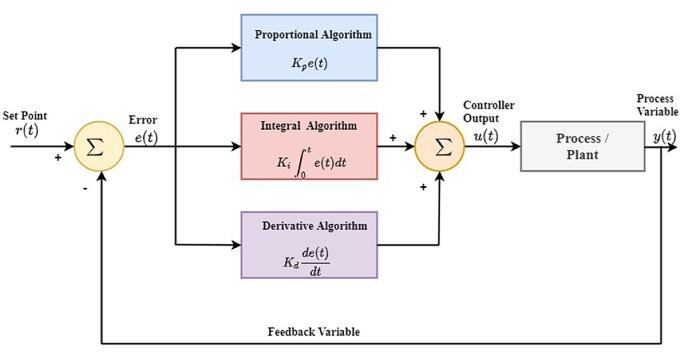 Proportional Algorithm
K_p e(t)
Set Point
r(t)
+
-
Σ
Error
e(t)
Integral Algorithm
K_i ∫_0^t e(t)dt
Derivative Algorithm
K_d de(t)/dt
+
+
+
Σ
Controller
Output
u(t)
Process /
Plant
Process
Variable
y(t)
Feedback Variable